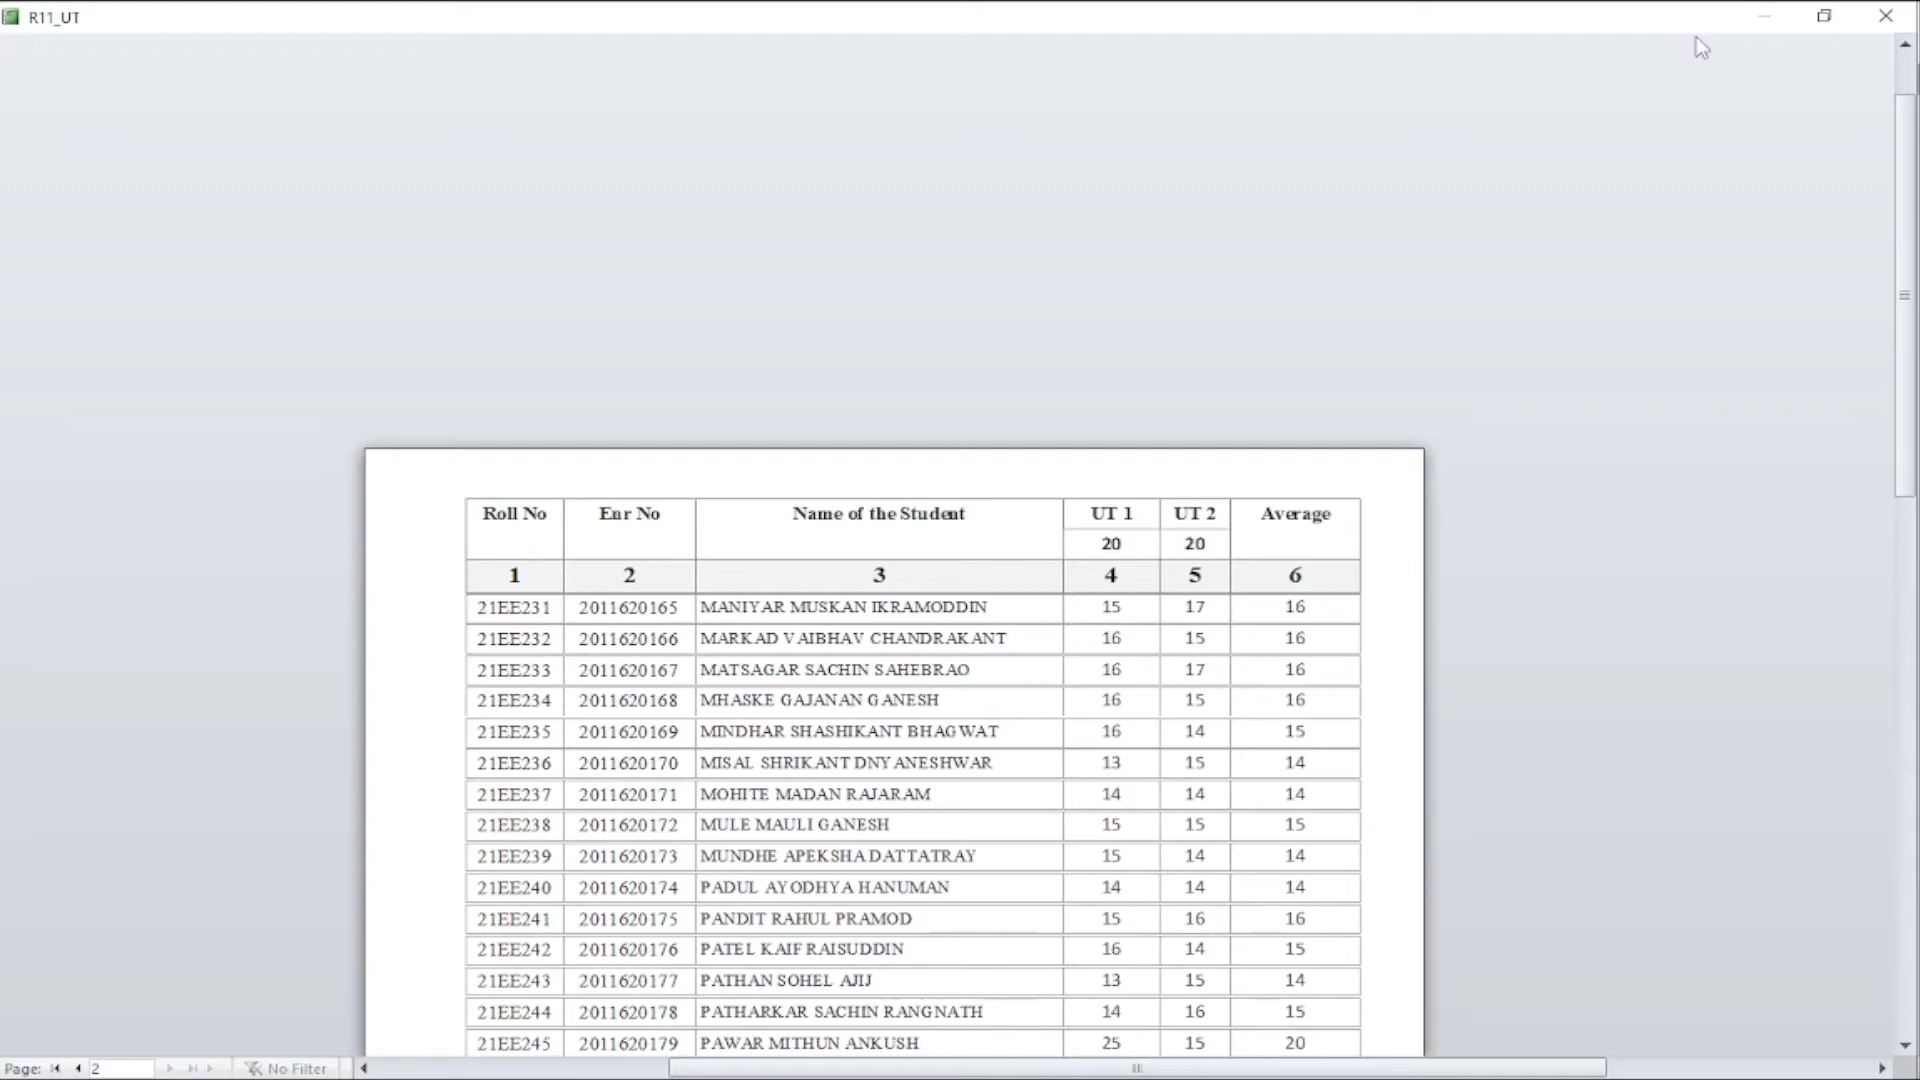 R11_UT
Roll No Enr No Name of the Student UT 1 UT 2 Average
20 20
1 2 3 4 5 6
21EE231 2011620165 MANIYAR MUSKAN IKRAMODDIN 15 17 16
21EE232 2011620166 MARKAD VAIBHAV CHANDRAKANT 16 15 16
21EE233 2011620167 MATSAGAR SACHIN SAHEBRAO 16 17 16
21EE234 2011620168 MHASKE GAJANAN GANESH 16 15 16
21EE235 2011620169 MINDHAR SHASHIKANT BHAGWAT 16 14 15
21EE236 2011620170 MISAL SHRIKANT DNYANESHWAR 13 15 14
21EE237 2011620171 MOHITE MADAN RAJARAM 14 14 14
21EE238 2011620172 MULE MAULI GANESH 15 15 15
21EE239 2011620173 MUNDHE APEKSHA DATTATRAY 15 14 14
21EE240 2011620174 PADUL AYODHYA HANUMAN 14 14 14
21EE241 2011620175 PANDIT RAHUL PRAMOD 15 16 16
21EE242 2011620176 PATEL KAIF RAISUDDIN 16 14 15
21EE243 2011620177 PATHAN SOHEL AJIJ 13 15 14
21EE244 2011620178 PATHARKAR SACHIN RANGNATH 14 16 15
21EE245 2011620179 PAWAR MITHUN ANKUSH 25 15 20
Page: 2 No Filter